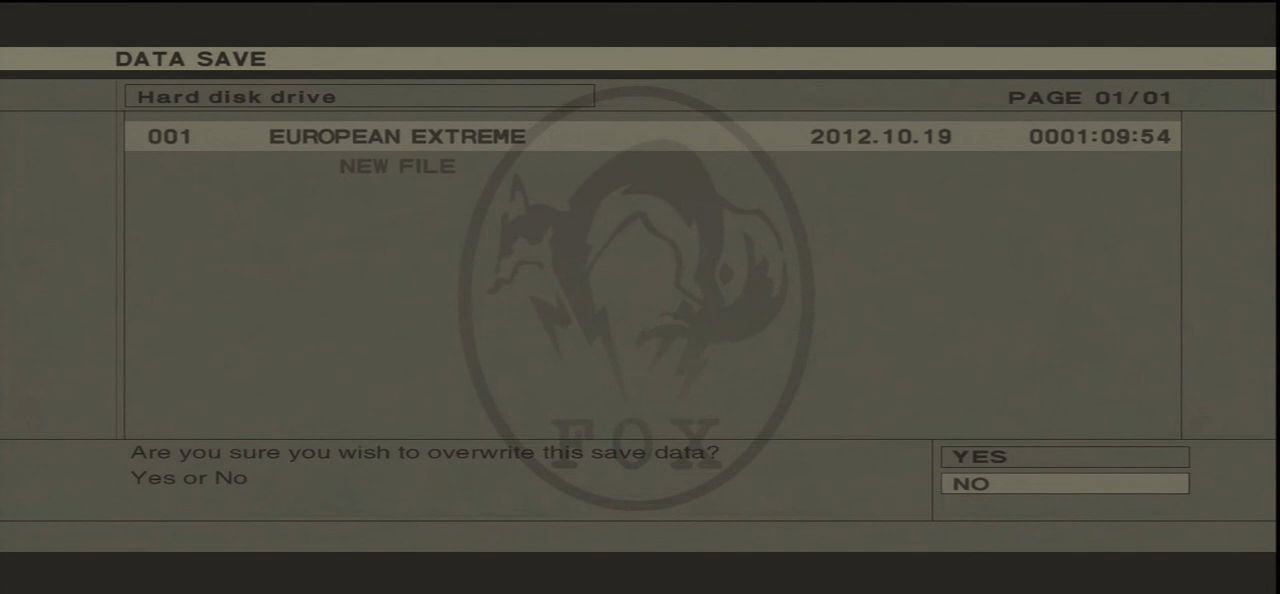 DATA SAVE
Hard disk drive PAGE 01/01
001 EUROPEAN EXTREME 2012.10.19 0001:09:54
NEW FILE
FOX
Are you sure you wish to overwrite this save data?
Yes or No
YES
NO